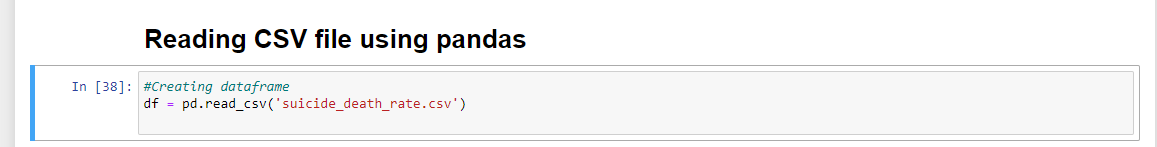 Reading CSV file using pandas
In [38]: #Creating dataframe
df = pd.read_csv('suicide_death_rate.csv')